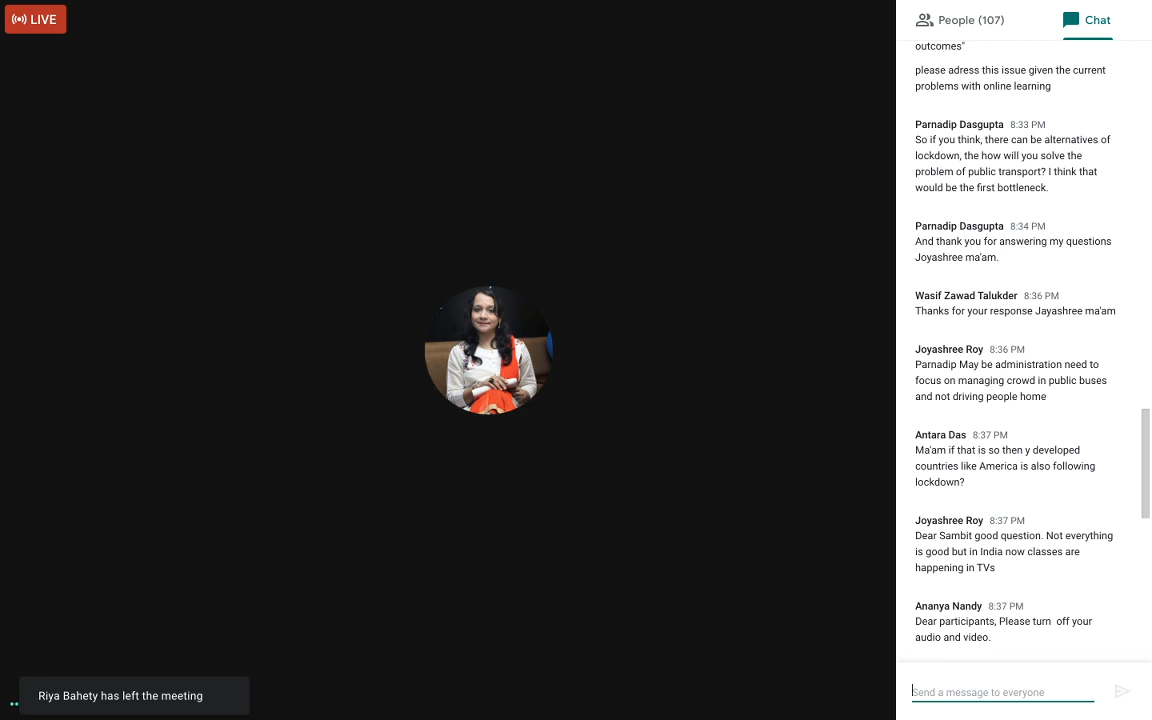 LIVE
People (107)
Chat
outcomes"
please adress this issue given the current
problems with online learning
Parnadip Dasgupta 8:33 PM
So if you think, there can be alternatives of
lockdown, the how will you solve the
problem of public transport? I think that
would be the first bottleneck.
Parnadip Dasgupta 8:34 PM
And thank you for answering my questions
Joyashree ma'am.
Wasif Zawad Talukder 8:36 PM
Thanks for your response Jayashree ma'am
Joyashree Roy 8:36 PM
Parnadip May be administration need to
focus on managing crowd in public buses
and not driving people home
Antara Das 8:37 PM
Ma'am if that is so then y developed
countries like America is also following
lockdown?
Joyashree Roy 8:37 PM
Dear Sambit good question. Not everything
is good but in India now classes are
happening in TVs
Ananya Nandy 8:37 PM
Dear participants, Please turn off your
audio and video.
Send a message to everyone
Riya Bahety has left the meeting